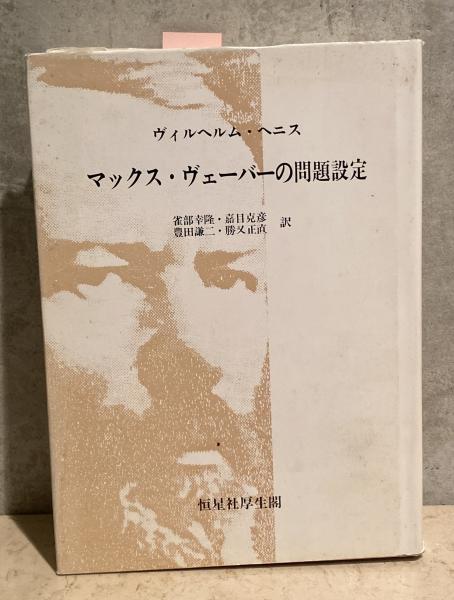 ヴィルヘルム・ヘニス
マックス・ヴェーバーの問題設定
雀部幸隆・嘉目克彦
豊田謙二・勝又正直 訳
恒星社厚生閣